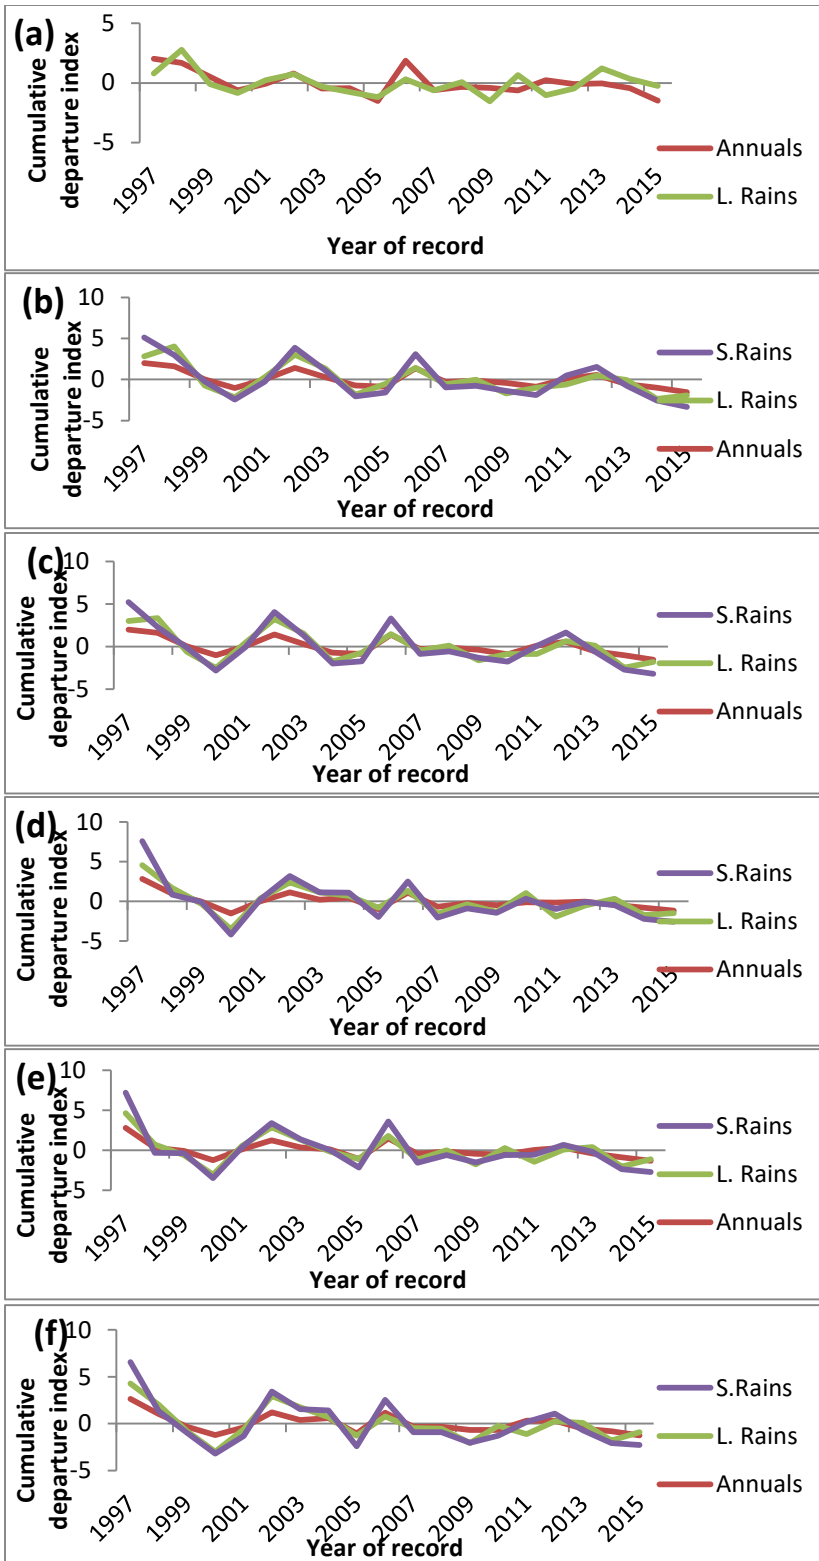 (a)
5
0
-5
Cumulative
departure index
1997
1999
2001
2003
2005
2007
2009
2011
2013
2015
Annuals
L. Rains
Year of record
(b)
10
5
0
-5
Cumulative
departure index
1997
1999
2001
2003
2005
2007
2009
2011
2013
2015
S.Rains
L. Rains
Annuals
Year of record
(c)
10
5
0
-5
Cumulative
departure index
1997
1999
2001
2003
2005
2007
2009
2011
2013
2015
S.Rains
L. Rains
Annuals
Year of record
(d)
10
5
0
-5
Cumulative
departure index
1997
1999
2001
2003
2005
2007
2009
2011
2013
2015
S.Rains
L. Rains
Annuals
Year of record
(e)
10
5
0
-5
Cumulative
departure index
1997
1999
2001
2003
2005
2007
2009
2011
2013
2015
S.Rains
L. Rains
Annuals
Year of record
(f)
10
5
0
-5
Cumulative
departure index
1997
1999
2001
2003
2005
2007
2009
2011
2013
2015
S.Rains
L. Rains
Annuals
Year of record